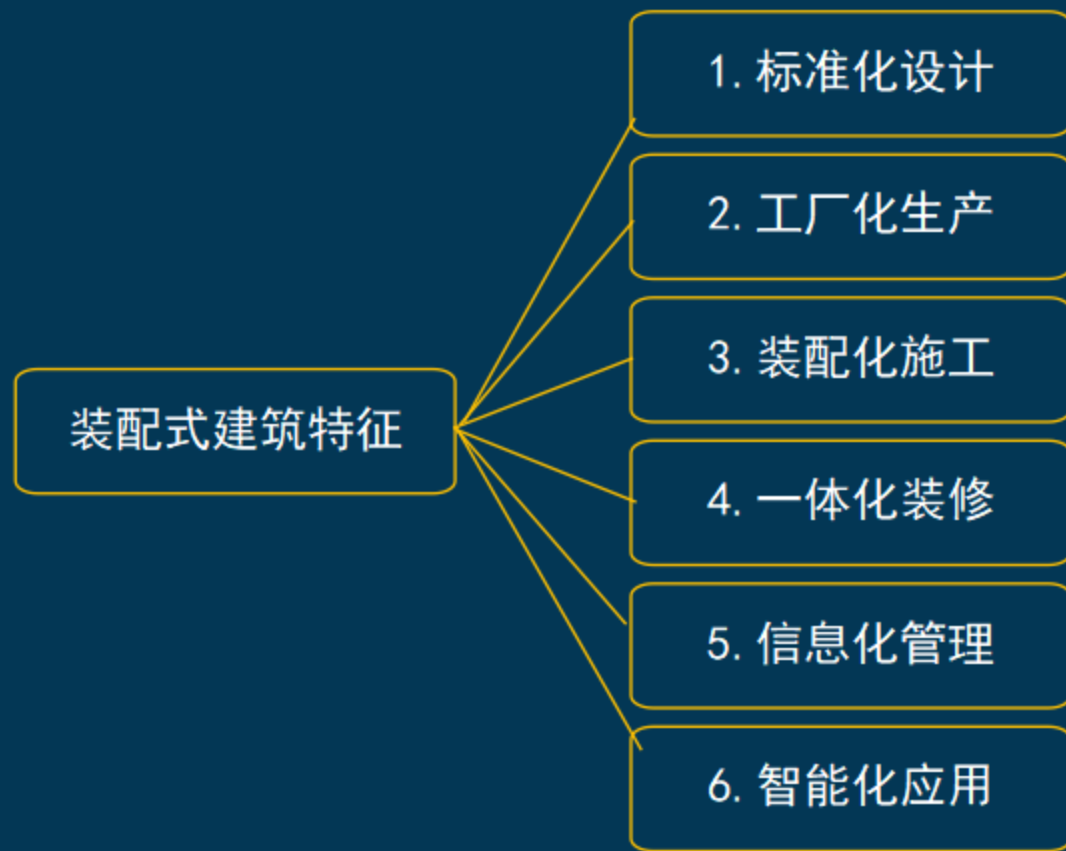 1. 标准化设计
2. 工厂化生产
3. 装配化施工
装配式建筑特征
4. 一体化装修
5. 信息化管理
6. 智能化应用